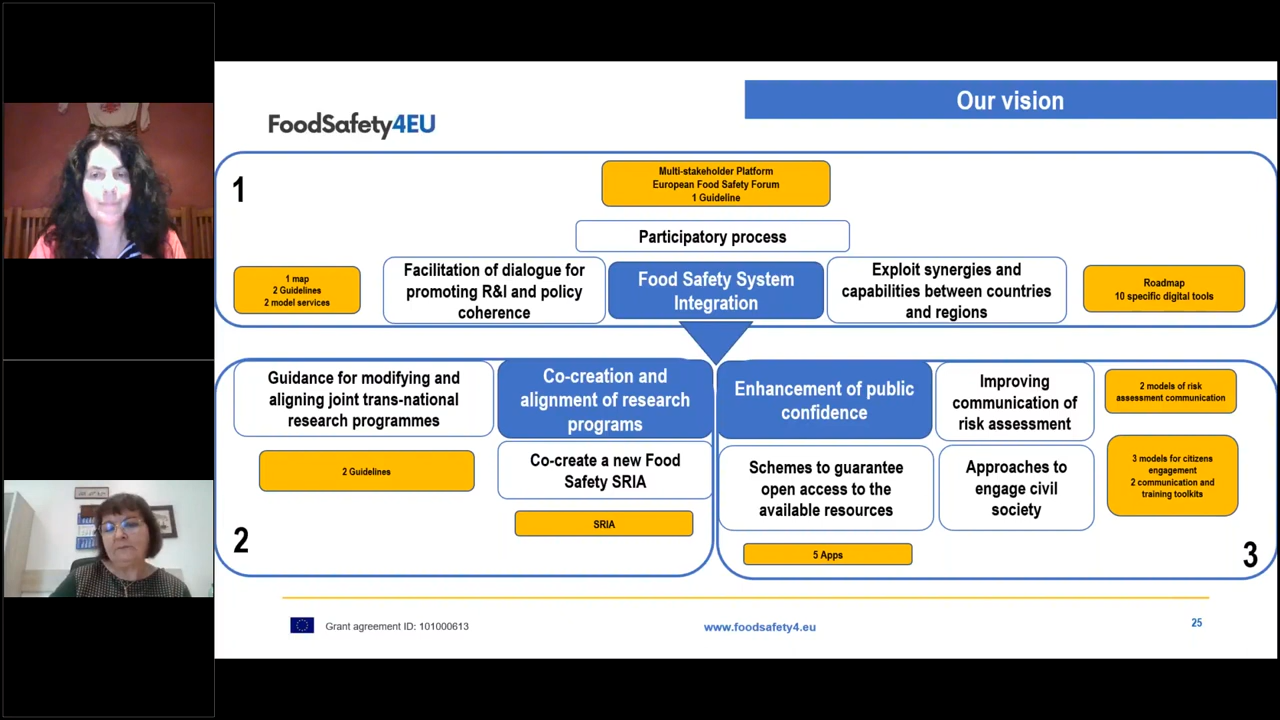 Our vision
FoodSafety4EU
1
Multi-stakeholder Platform
European Food Safety Forum
1 Guideline
Participatory process
1 map
2 Guidelines
2 model services
Facilitation of dialogue for
promoting R&I and policy
coherence
Food Safety System
Integration
Exploit synergies and
capabilities between countries
and regions
Roadmap
10 specific digital tools
Guidance for modifying and
aligning joint trans-national
research programmes
Co-creation and
alignment of research
programs
2 Guidelines
Co-create a new Food
Safety SRIA
SRIA
2
Enhancement of public
confidence
Improving
communication of
risk assessment
2 models of risk
assessment communication
Schemes to guarantee
open access to the
available resources
Approaches to
engage civil
society
3 models for citizens
engagement
2 communication and
training toolkits
5 Apps
3
Grant agreement ID: 101000613
www.foodsafety4.eu
25